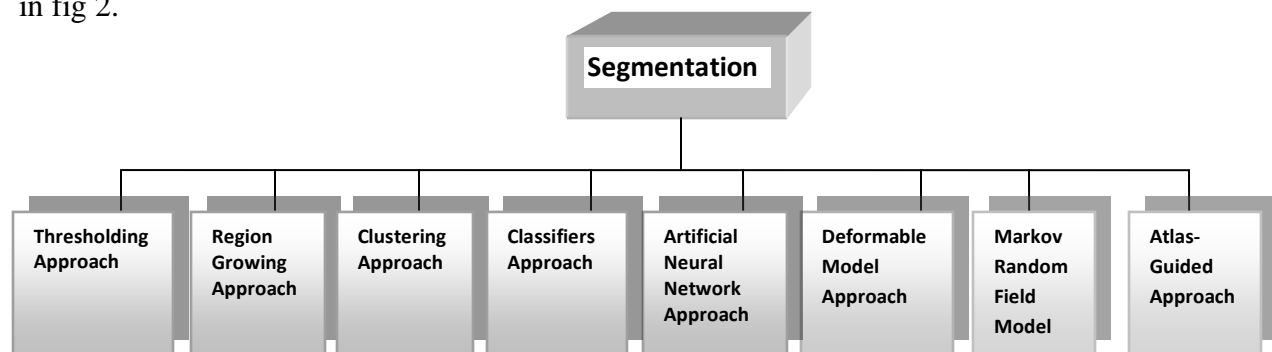 in fig 2.
Segmentation
Thresholding
Approach
Region
Growing
Approach
Clustering
Approach
Classifiers
Approach
Artificial
Neural
Network
Approach
Deformable
Model
Approach
Markov
Random
Field
Model
Atlas-
Guided
Approach